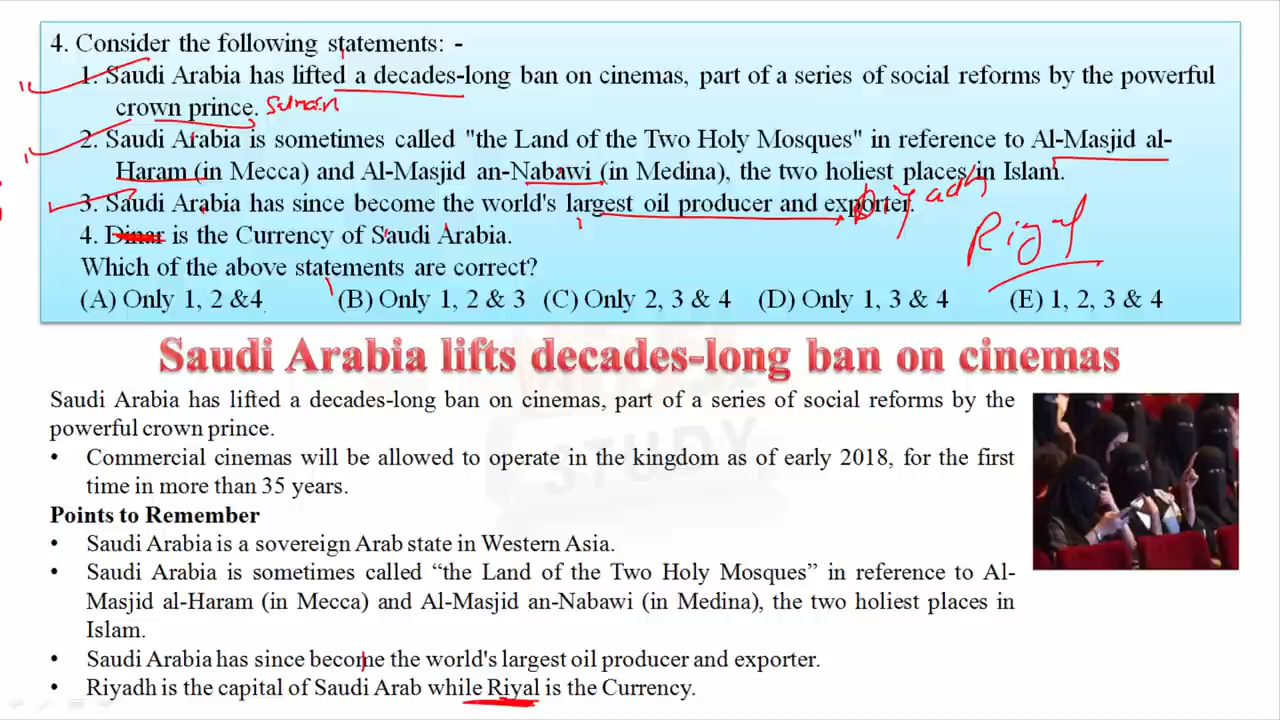 4. Consider the following statements: -
1. Saudi Arabia has lifted a decades-long ban on cinemas, part of a series of social reforms by the powerful
crown prince. Salman
2. Saudi Arabia is sometimes called "the Land of the Two Holy Mosques" in reference to Al-Masjid al-
Haram (in Mecca) and Al-Masjid an-Nabawi (in Medina), the two holiest places in Islam.
3. Saudi Arabia has since become the world's largest oil producer and exporter. Riyadh
4. Dinar is the Currency of Saudi Arabia. Riyal
Which of the above statements are correct?
(A) Only 1, 2 &4 (B) Only 1, 2 & 3 (C) Only 2, 3 & 4 (D) Only 1, 3 & 4 (E) 1, 2, 3 & 4
Saudi Arabia lifts decades-long ban on cinemas
Saudi Arabia has lifted a decades-long ban on cinemas, part of a series of social reforms by the
powerful crown prince.
• Commercial cinemas will be allowed to operate in the kingdom as of early 2018, for the first
time in more than 35 years.
Points to Remember
• Saudi Arabia is a sovereign Arab state in Western Asia.
• Saudi Arabia is sometimes called “the Land of the Two Holy Mosques” in reference to Al-
Masjid al-Haram (in Mecca) and Al-Masjid an-Nabawi (in Medina), the two holiest places in
Islam.
• Saudi Arabia has since become the world's largest oil producer and exporter.
• Riyadh is the capital of Saudi Arab while Riyal is the Currency.
STUDY